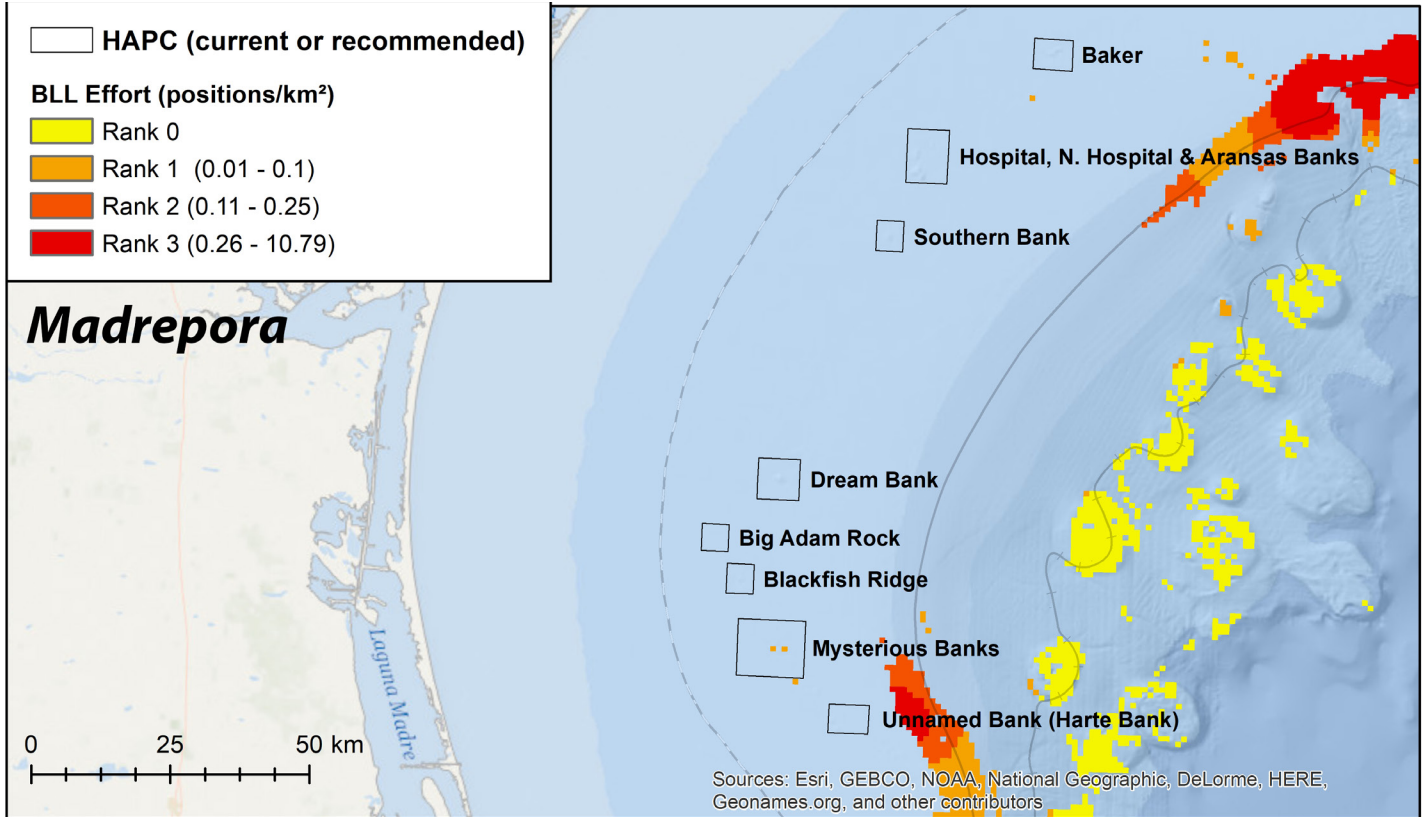 HAPC (current or recommended)
BLL Effort (positions/km²)
Rank 0
Rank 1 (0.01 - 0.1)
Rank 2 (0.11 - 0.25)
Rank 3 (0.26 - 10.79)
Madrepora
Baker
Hospital, N. Hospital & Aransas Banks
Southern Bank
Dream Bank
Big Adam Rock
Blackfish Ridge
Mysterious Banks
Unnamed Bank (Harte Bank)
Laguna Madre
0 25 50 km
Sources: Esri, GEBCO, NOAA, National Geographic, DeLorme, HERE,
Geonames.org, and other contributors